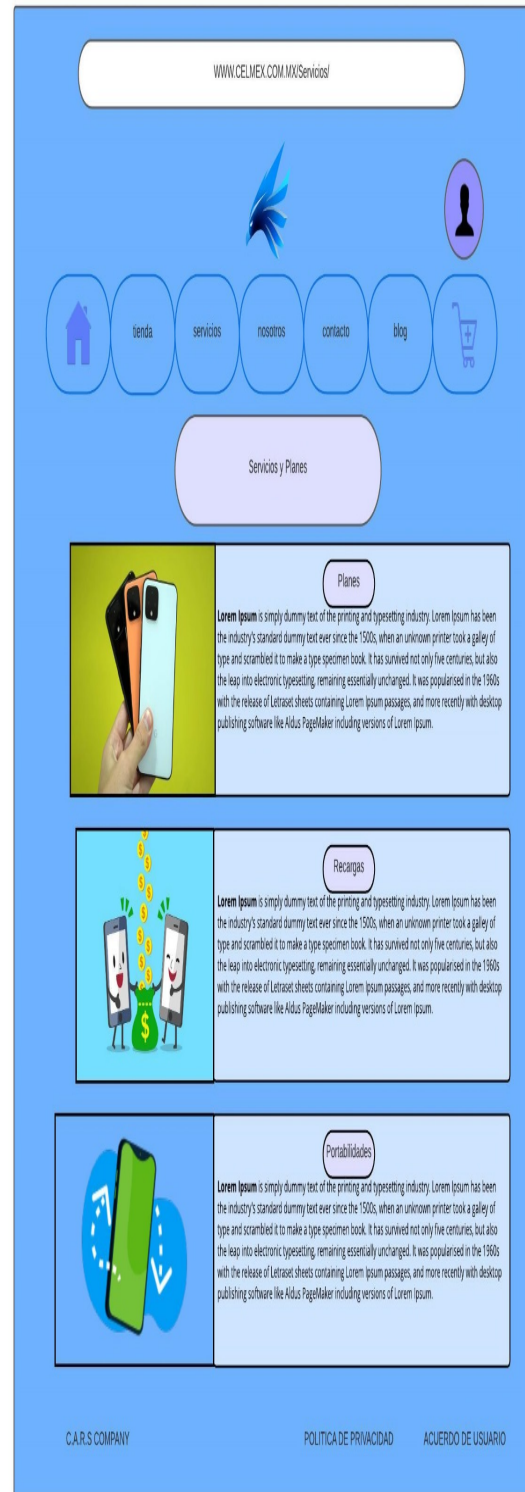 WWW.CELMEX.COM.MX/Servicios/
tienda servicios nosotros contacto blog
Servicios y Planes
Planes
Lorem Ipsum is simply dummy text of the printing and typesetting industry. Lorem Ipsum has been
the industry's standard dummy text ever since the 1500s, when an unknown printer took a galley of
type and scrambled it to make a type specimen book. It has survived not only five centuries, but also
the leap into electronic typesetting, remaining essentially unchanged. It was popularised in the 1960s
with the release of Letraset sheets containing Lorem Ipsum passages, and more recently with desktop
publishing software like Aldus PageMaker including versions of Lorem Ipsum.
Recargas
Lorem Ipsum is simply dummy text of the printing and typesetting industry. Lorem Ipsum has been
the industry's standard dummy text ever since the 1500s, when an unknown printer took a galley of
type and scrambled it to make a type specimen book. It has survived not only five centuries, but also
the leap into electronic typesetting, remaining essentially unchanged. It was popularised in the 1960s
with the release of Letraset sheets containing Lorem Ipsum passages, and more recently with desktop
publishing software like Aldus PageMaker including versions of Lorem Ipsum.
Portabilidades
Lorem Ipsum is simply dummy text of the printing and typesetting industry. Lorem Ipsum has been
the industry's standard dummy text ever since the 1500s, when an unknown printer took a galley of
type and scrambled it to make a type specimen book. It has survived not only five centuries, but also
the leap into electronic typesetting, remaining essentially unchanged. It was popularised in the 1960s
with the release of Letraset sheets containing Lorem Ipsum passages, and more recently with desktop
publishing software like Aldus PageMaker including versions of Lorem Ipsum.
C.A.R.S COMPANY POLITICA DE PRIVACIDAD ACUERDO DE USUARIO